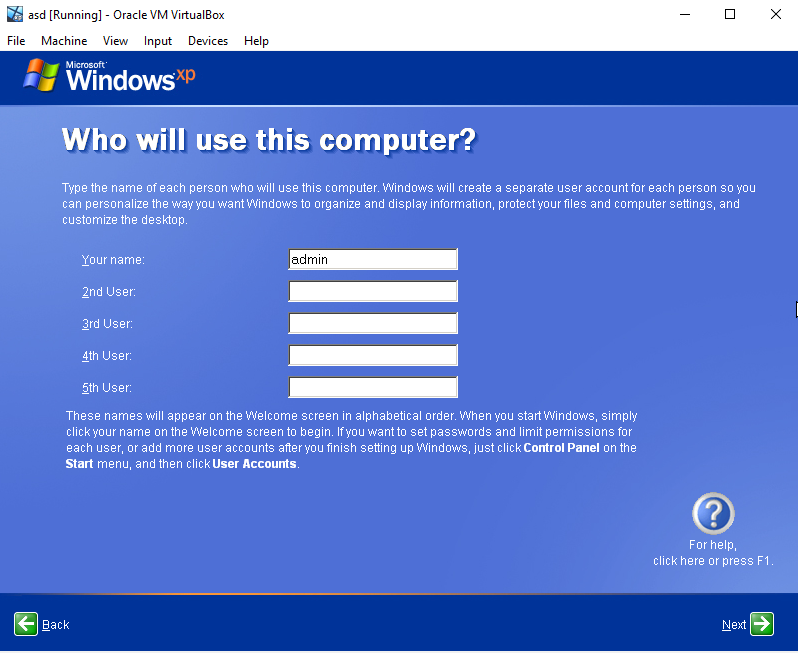 asd [Running] - Oracle VM VirtualBox
File Machine View Input Devices Help
Microsoft
Windows xp
Who will use this computer?
Type the name of each person who will use this computer. Windows will create a separate user account for each person so you
can personalize the way you want Windows to organize and display information, protect your files and computer settings, and
customize the desktop.
Your name: admin
2nd User:
3rd User:
4th User:
5th User:
These names will appear on the Welcome screen in alphabetical order. When you start Windows, simply
click your name on the Welcome screen to begin. If you want to set passwords and limit permissions for
each user, or add more user accounts after you finish setting up Windows, just click Control Panel on the
Start menu, and then click User Accounts.
For help,
click here or press F1.
Back Next